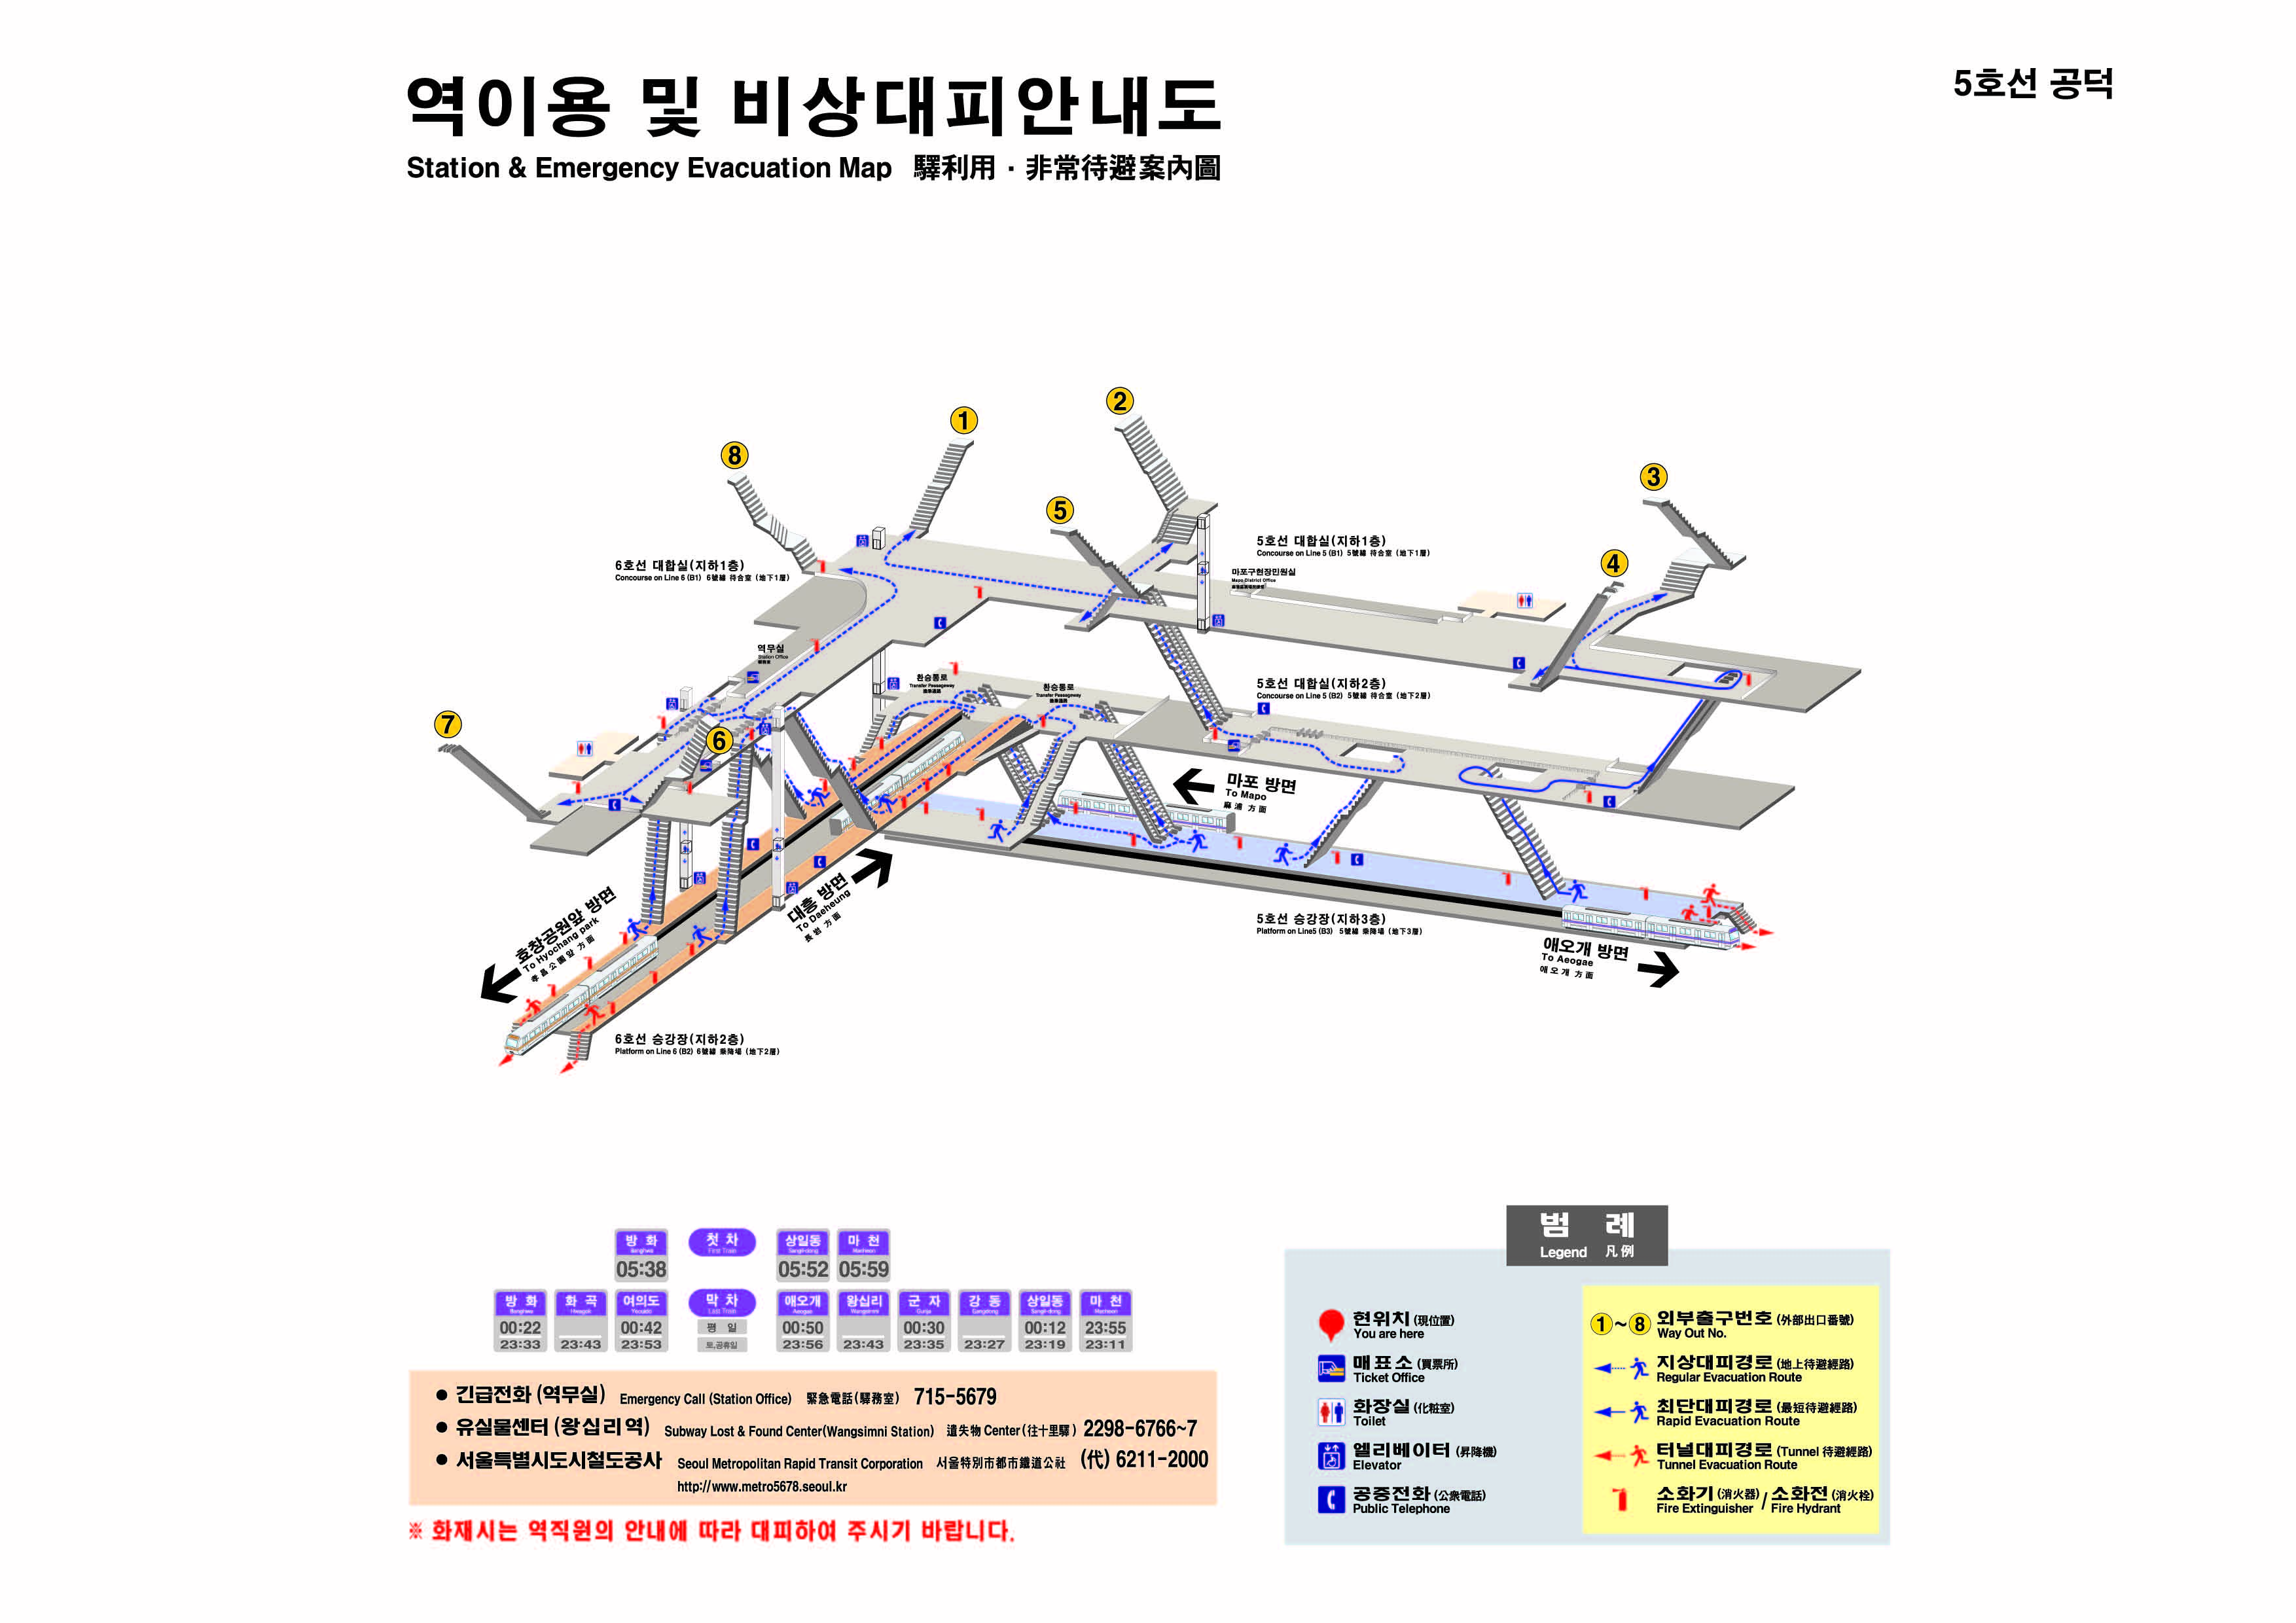 역이용 및 비상대피안내도
Station & Emergency Evacuation Map 驛利用 · 非常待避案內圖
5호선 공덕
1
2
8
3
5
4
5호선 대합실(지하1층)
Concourse on Line 5 (B1) 5號線 待合室 (地下1層)
6호선 대합실(지하1층)
Concourse on Line 6 (B1) 6號線 待合室 (地下1層)
마포구현장민원실
Mapo District Office
역무실
Station Office
환승통로
Transfer Passageway
환승통로
Transfer Passageway
5호선 대합실(지하2층)
Concourse on Line 5 (B2) 5號線 待合室 (地下2層)
7
6
마포 방면
To Mapo
麻浦 方面
효창공원앞 방면
To Hyochang park
孝昌公園앞 方面
대흥 방면
To Daeheung
5호선 승강장(지하3층)
Platform on Line5 (B3) 5號線 乘降場 (地下3層)
애오개 방면
To Aeogae
애오개 方面
6호선 승강장(지하2층)
Platform on Line 6 (B2) 6號線 乘降場 (地下2層)
방 화 첫 차 상일동 마 천
First Train
05:38 05:52 05:59
방 화 화 곡 여의도 막 차 애오개 왕십리 군 자 강 동 상일동 마 천
Last Train
00:22 00:42 평 일 00:50 00:30 00:12 23:55
23:33 23:43 23:53 토,공휴일 23:56 23:43 23:35 23:27 23:19 23:11
● 긴급전화 (역무실) Emergency Call (Station Office) 緊急電話(驛務室) 715-5679
● 유실물센터 (왕십리역) Subway Lost & Found Center(Wangsimni Station) 遺失物 Center(往十里驛) 2298-6766~7
● 서울특별시도시철도공사 Seoul Metropolitan Rapid Transit Corporation 서울特別市都市鐵道公社 (代) 6211-2000
http://www.metro5678.seoul.kr
※ 화재시는 역직원의 안내에 따라 대피하여 주시기 바랍니다.
범 례
Legend 凡例
현위치 (現位置)
You are here
매표소 (買票所)
Ticket Office
화장실 (化粧室)
Toilet
엘리베이터 (昇降機)
Elevator
공중전화 (公衆電話)
Public Telephone
1~8 외부출구번호 (外部出口番號)
Way Out No.
지상대피경로 (地上待避經路)
Regular Evacuation Route
최단대피경로 (最短待避經路)
Rapid Evacuation Route
터널대피경로 (Tunnel 待避經路)
Tunnel Evacuation Route
소화기 (消火器) / 소화전 (消火栓)
Fire Extinguisher / Fire Hydrant